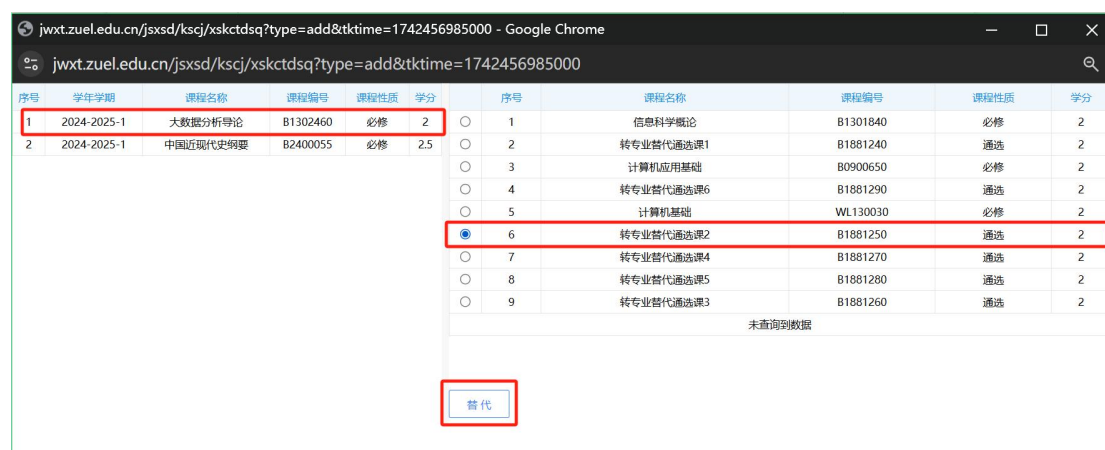 jwxt.zuel.edu.cn/jsxsd/kscj/xskctdsq?type=add&tktime=1742456985000 - Google Chrome
jwxt.zuel.edu.cn/jsxsd/kscj/xskctdsq?type=add&tktime=1742456985000
序号 学年学期 课程名称 课程编号 课程性质 学分
1 2024-2025-1 大数据分析导论 B1302460 必修 2
2 2024-2025-1 中国近现代史纲要 B2400055 必修 2.5
序号 课程名称 课程编号 课程性质 学分
1 信息科学概论 B1301840 必修 2
2 转专业替代通选课1 B1881240 通选 2
3 计算机应用基础 B0900650 必修 2
4 转专业替代通选课6 B1881290 通选 2
5 计算机基础 WL130030 必修 2
6 转专业替代通选课2 B1881250 通选 2
7 转专业替代通选课4 B1881270 通选 2
8 转专业替代通选课5 B1881280 通选 2
9 转专业替代通选课3 B1881260 通选 2
未查询到数据
替 代